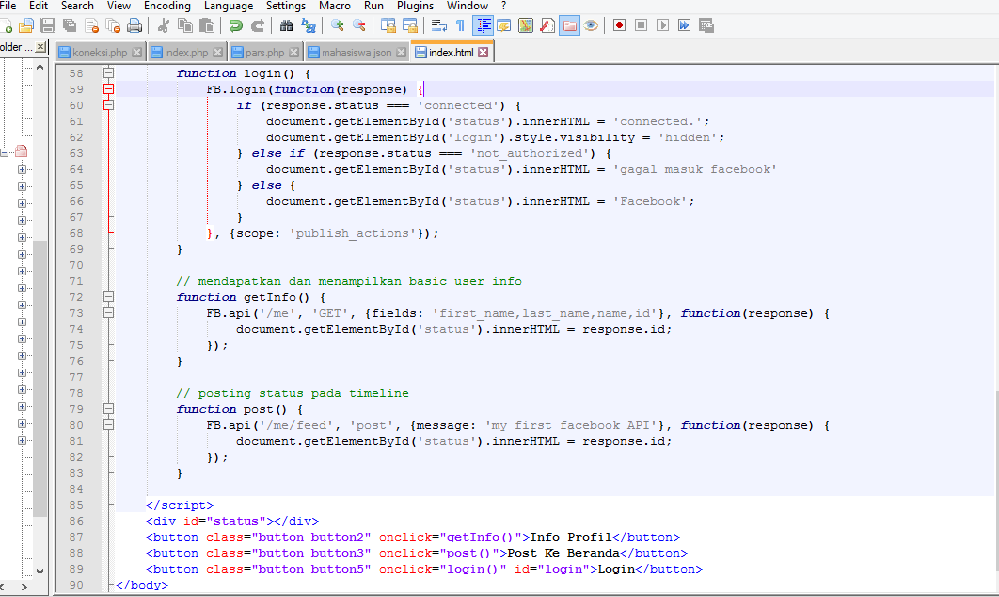 File Edit Search View Encoding Language Settings Macro Run Plugins Window ?
older ...
koneksi.php index.php pars.php mahasiswa.json index.html
58 function login() {
59 FB.login(function(response) {
60 if (response.status === 'connected') {
61 document.getElementById('status').innerHTML = 'connected.';
62 document.getElementById('login').style.visibility = 'hidden';
63 } else if (response.status === 'not_authorized') {
64 document.getElementById('status').innerHTML = 'gagal masuk facebook'
65 } else {
66 document.getElementById('status').innerHTML = 'Facebook';
67 }
68 }, {scope: 'publish_actions'});
69 }
70
71 // mendapatkan dan menampilkan basic user info
72 function getInfo() {
73 FB.api('/me', 'GET', {fields: 'first_name,last_name,name,id'}, function(response) {
74 document.getElementById('status').innerHTML = response.id;
75 });
76 }
77
78 // posting status pada timeline
79 function post() {
80 FB.api('/me/feed', 'post', {message: 'my first facebook API'}, function(response) {
81 document.getElementById('status').innerHTML = response.id;
82 });
83 }
84
85 </script>
86 <div id="status"></div>
87 <button class="button button2" onclick="getInfo()">Info Profil</button>
88 <button class="button button3" onclick="post()">Post Ke Beranda</button>
89 <button class="button button5" onclick="login()" id="login">Login</button>
90 </body>